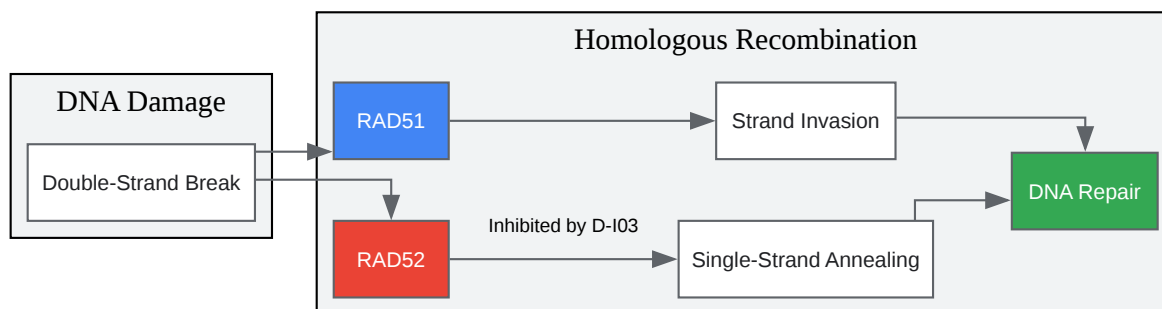 Homologous Recombination
DNA Damage
RAD51
Strand Invasion
Double-Strand Break
DNA Repair
Inhibited by D-I03
RAD52
Single-Strand Annealing